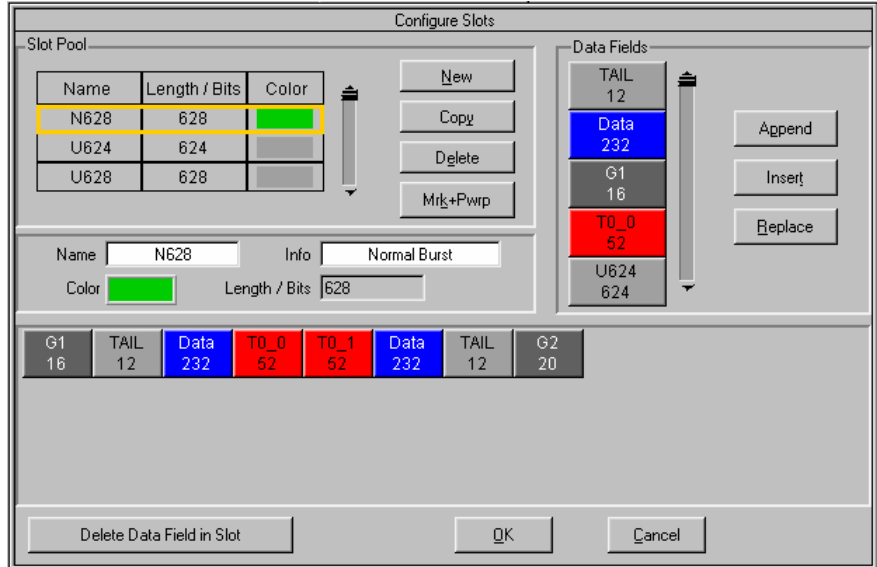 Configure Slots
Slot Pool
Name Length / Bits Color
N628 628
U624 624
U628 628
New
Copy
Delete
Mrk+Pwrp
Data Fields
TAIL
12
Data
232
G1
16
T0_0
52
U624
624
Append
Insert
Replace
Name N628 Info Normal Burst
Color Length / Bits 628
G1 TAIL Data T0_0 T0_1 Data TAIL G2
16 12 232 52 52 232 12 20
Delete Data Field in Slot OK Cancel